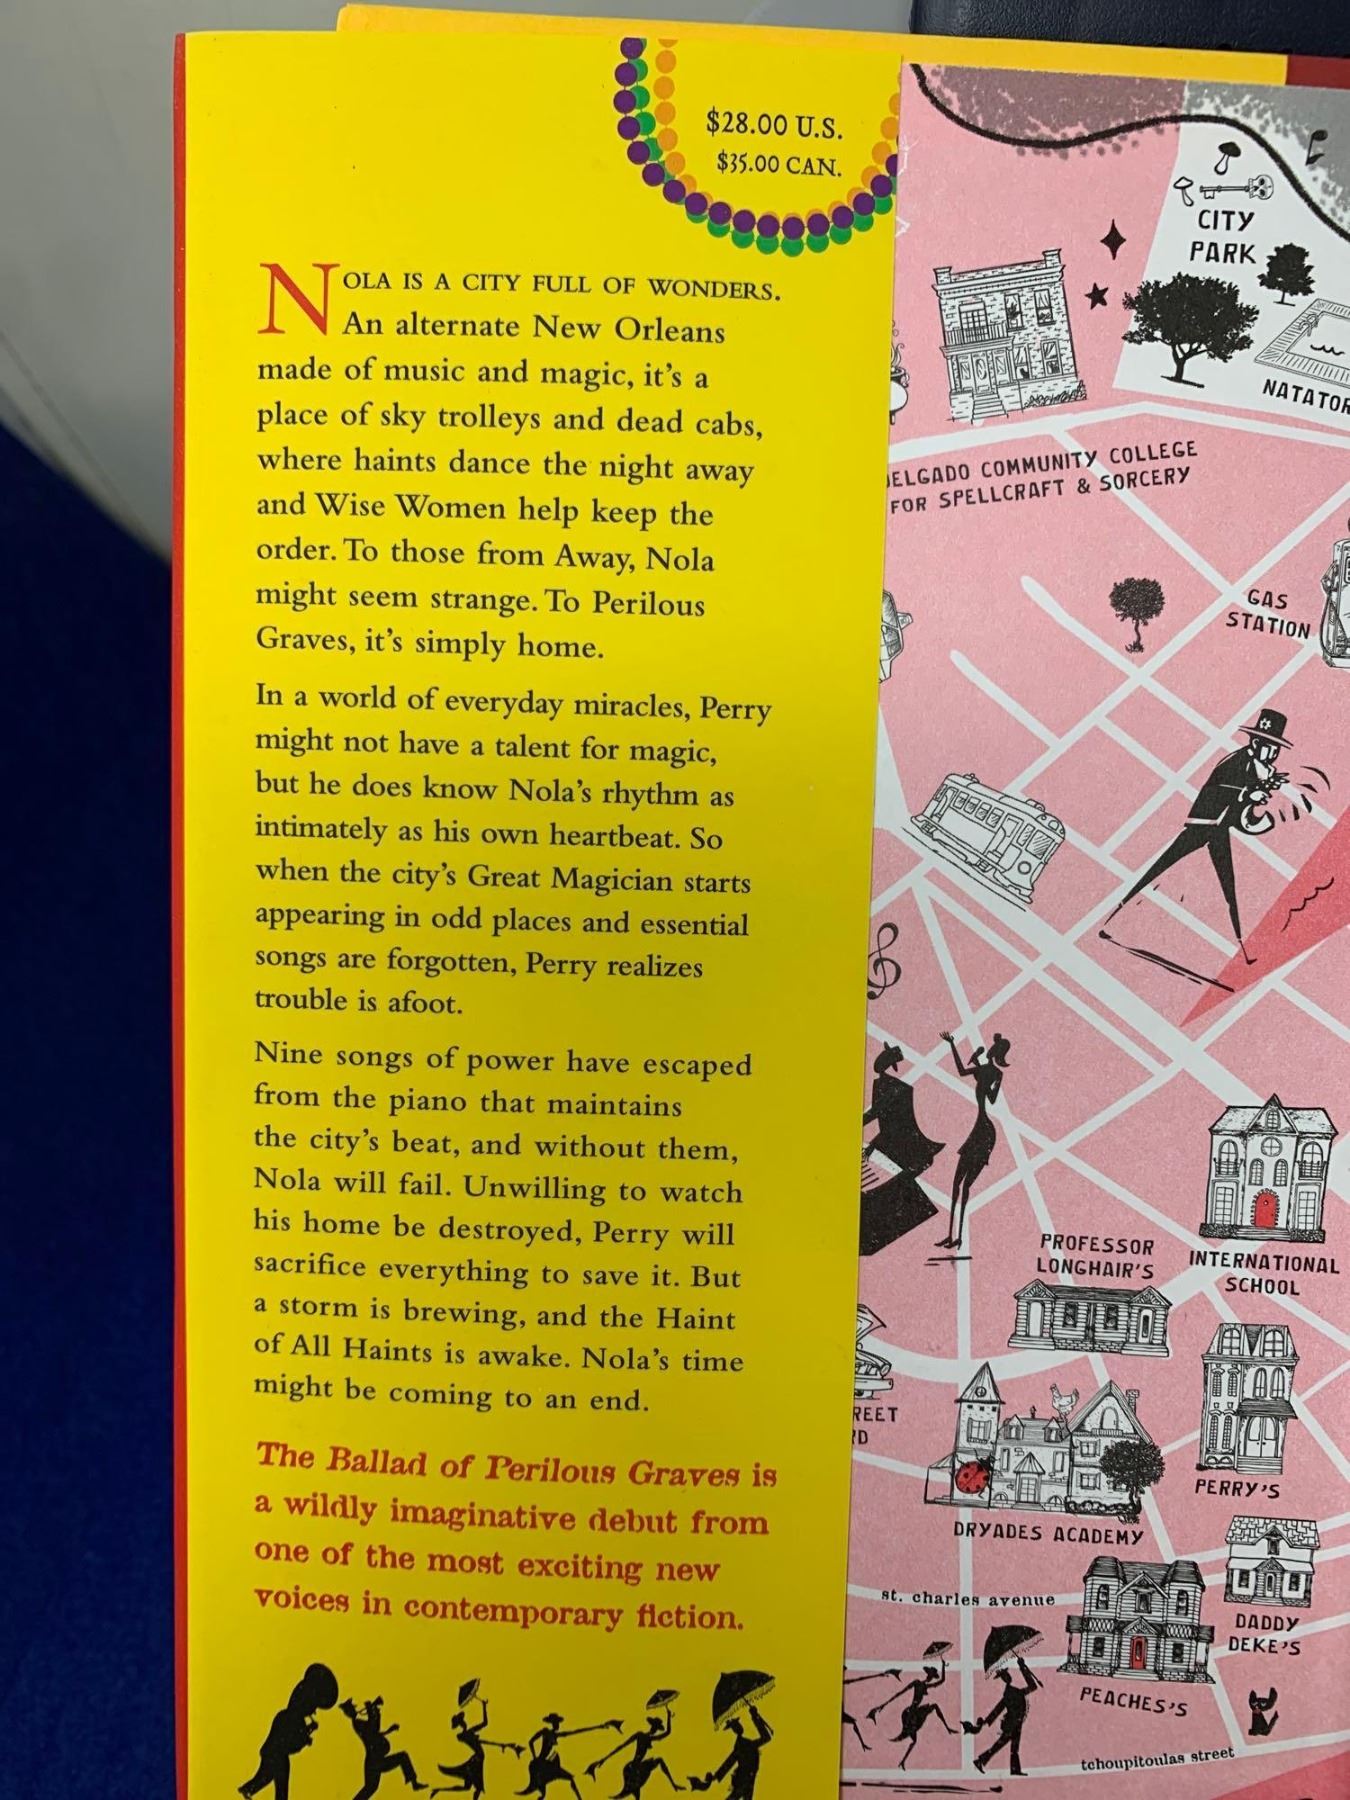 $28.00 U.S.
$35.00 CAN.
NOLA IS A CITY FULL OF WONDERS.
An alternate New Orleans
made of music and magic, it's a
place of sky trolleys and dead cabs,
where haints dance the night away
and Wise Women help keep the
order. To those from Away, Nola
might seem strange. To Perilous
Graves, it's simply home.
In a world of everyday miracles, Perry
might not have a talent for magic,
but he does know Nola's rhythm as
intimately as his own heartbeat. So
when the city's Great Magician starts
appearing in odd places and essential
songs are forgotten, Perry realizes
trouble is afoot.
Nine songs of power have escaped
from the piano that maintains
the city's beat, and without them,
Nola will fail. Unwilling to watch
his home be destroyed, Perry will
sacrifice everything to save it. But
a storm is brewing, and the Haint
of All Haints is awake. Nola's time
might be coming to an end.
The Ballad of Perilous Graves is
a wildly imaginative debut from
one of the most exciting new
voices in contemporary fiction.
CITY
PARK
NATATOR
ELGADO COMMUNITY COLLEGE
FOR SPELLCRAFT & SORCERY
GAS
STATION
PROFESSOR
LONGHAIR'S
INTERNATIONAL
SCHOOL
REET
RD
PERRY'S
DRYADES ACADEMY
st. charles avenue
DADDY
DEKE'S
PEACHES'S
tchoupitoulas street